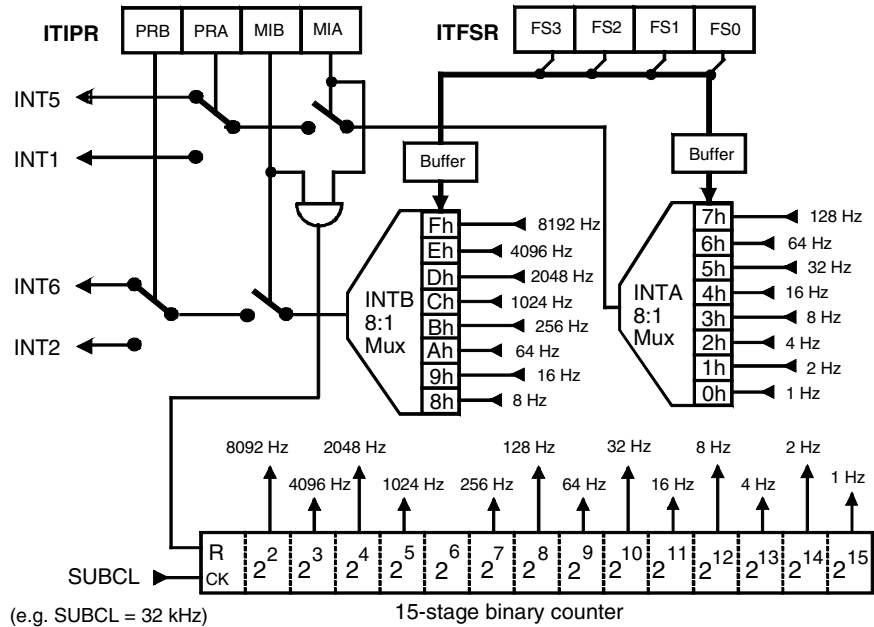 ITIPR PRB PRA MIB MIA ITFSR FS3 FS2 FS1 FS0
INT5
INT1
Buffer Buffer
INT6
INT2
INTB
8:1
Mux
Fh 8192 Hz
Eh 4096 Hz
Dh 2048 Hz
Ch 1024 Hz
Bh 256 Hz
Ah 64 Hz
9h 16 Hz
8h 8 Hz
INTA
8:1
Mux
7h 128 Hz
6h 64 Hz
5h 32 Hz
4h 16 Hz
3h 8 Hz
2h 4 Hz
1h 2 Hz
0h 1 Hz
8092 Hz 2048 Hz 128 Hz 32 Hz 8 Hz 2 Hz
4096 Hz 1024 Hz 256 Hz 64 Hz 16 Hz 4 Hz 1 Hz
R 2^2 2^3 2^4 2^5 2^6 2^7 2^8 2^9 2^10 2^11 2^12 2^13 2^14 2^15
SUBCL CK
(e.g. SUBCL = 32 kHz) 15-stage binary counter